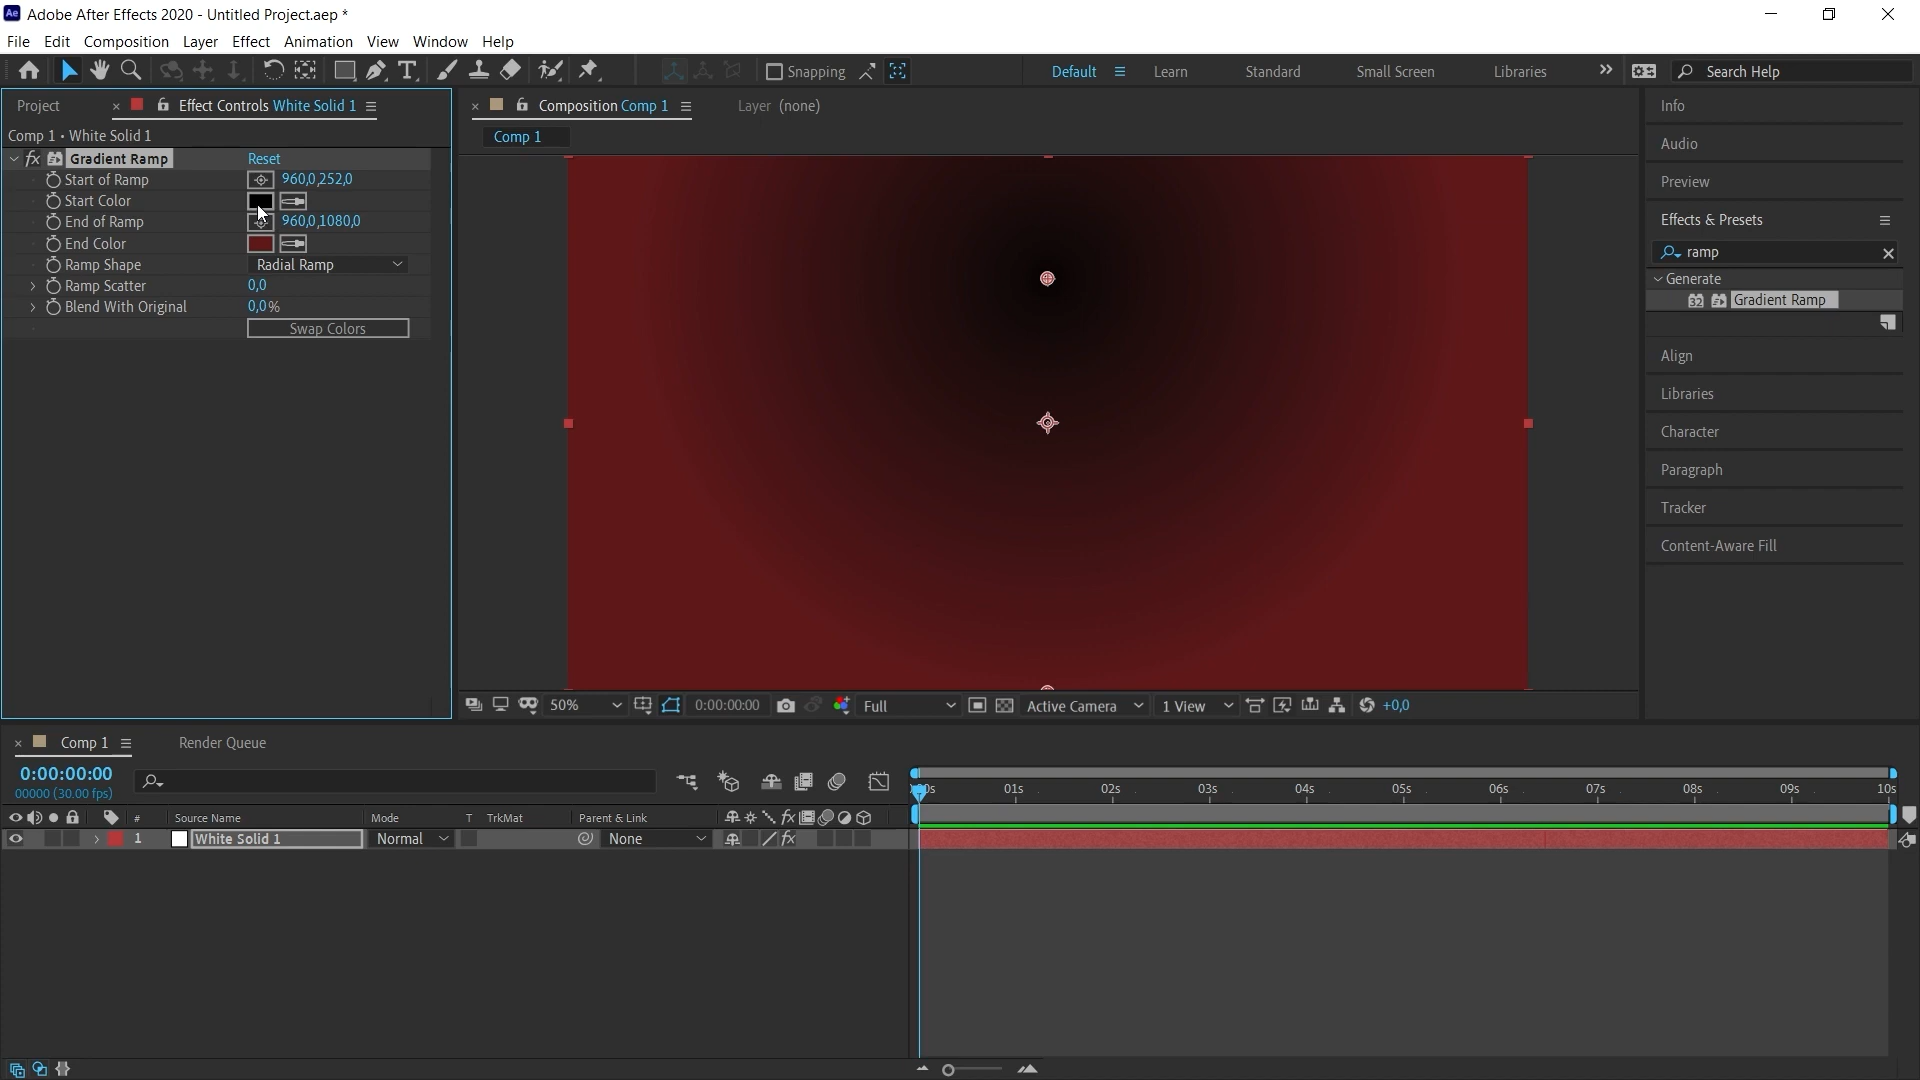 Ae Adobe After Effects 2020 - Untitled Project.aep *
File Edit Composition Layer Effect Animation View Window Help
Snapping Default Learn Standard Small Screen Libraries Search Help
Project Effect Controls White Solid 1 Composition Comp 1 Layer (none) Info
Comp 1 • White Solid 1
Comp 1
Audio
fx Gradient Ramp Reset
Start of Ramp 960,0,252,0
Start Color
End of Ramp 960,0,1080,0
End Color
Ramp Shape Radial Ramp
Ramp Scatter 0,0
Blend With Original 0,0%
Swap Colors
Preview
Effects & Presets
ramp
Generate
32 Gradient Ramp
Align
Libraries
Character
Paragraph
Tracker
Content-Aware Fill
50% 0:00:00:00 Full Active Camera 1 View +0,0
Comp 1 Render Queue
0:00:00:00
00000 (30.00 fps)
01s 02s 03s 04s 05s 06s 07s 08s 09s 10s
# Source Name Mode T TrkMat Parent & Link fx
1 White Solid 1 Normal None fx